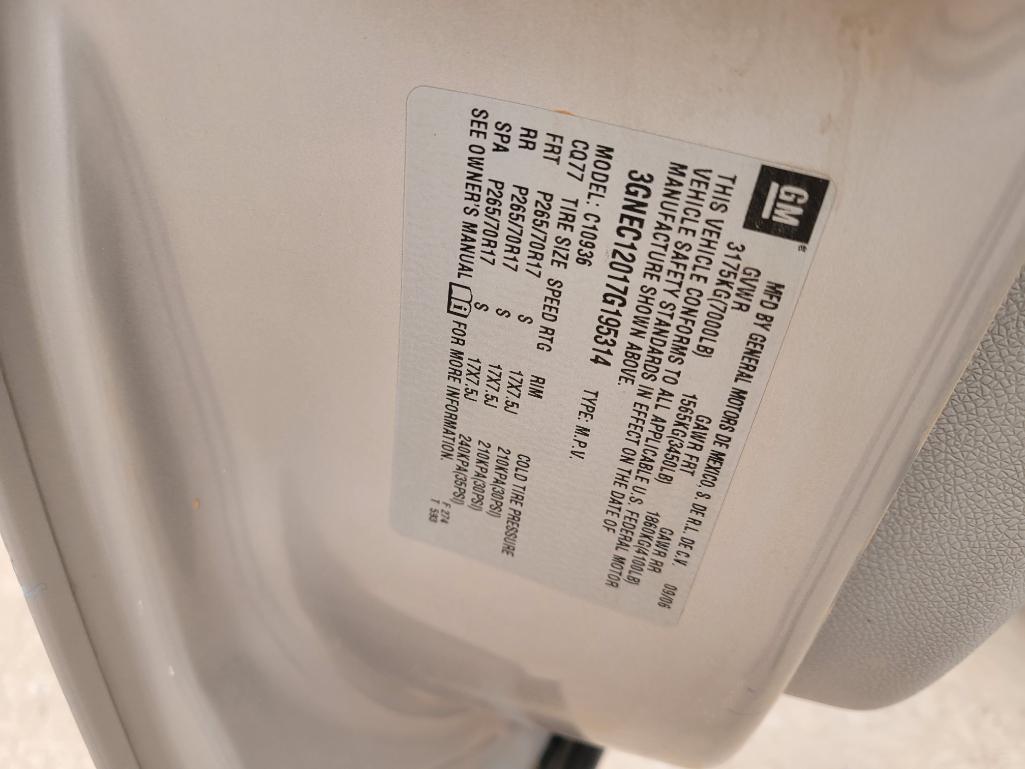 GM
MFD BY GENERAL MOTORS DE MEXICO, S. DE R.L. DE C.V. 09/06
GVWR GAWR FRT GAWR RR
3175KG(7000LB) 1565KG(3450LB) 1860KG(4100LB)
THIS VEHICLE CONFORMS TO ALL APPLICABLE U.S. FEDERAL MOTOR
VEHICLE SAFETY STANDARDS IN EFFECT ON THE DATE OF
MANUFACTURE SHOWN ABOVE.
3GNEC12017G195314 TYPE: M.P.V.
MODEL: C10936
CQ77 TIRE SIZE SPEED RTG RIM COLD TIRE PRESSURE
FRT P265/70R17 S 17X7.5J 210KPA(30PSI)
RR P265/70R17 S 17X7.5J 210KPA(30PSI)
SPA P265/70R17 S 17X7.5J 240KPA(35PSI)
SEE OWNER'S MANUAL FOR MORE INFORMATION.
F 274